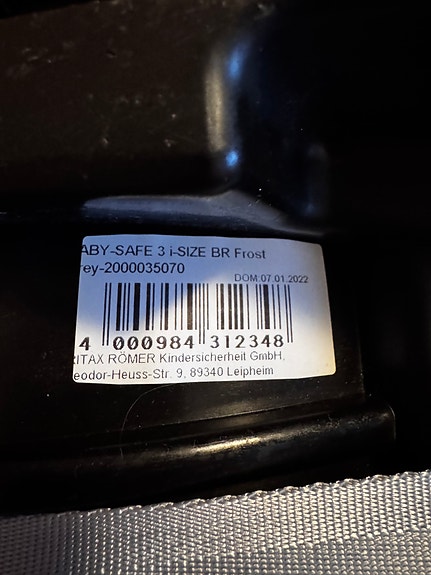 ABY-SAFE 3 i-SIZE BR Frost
rey-2000035070
DOM:07.01.2022
4 000984 312348
RITAX RÖMER Kindersicherheit GmbH,
eodor-Heuss-Str. 9, 89340 Leipheim